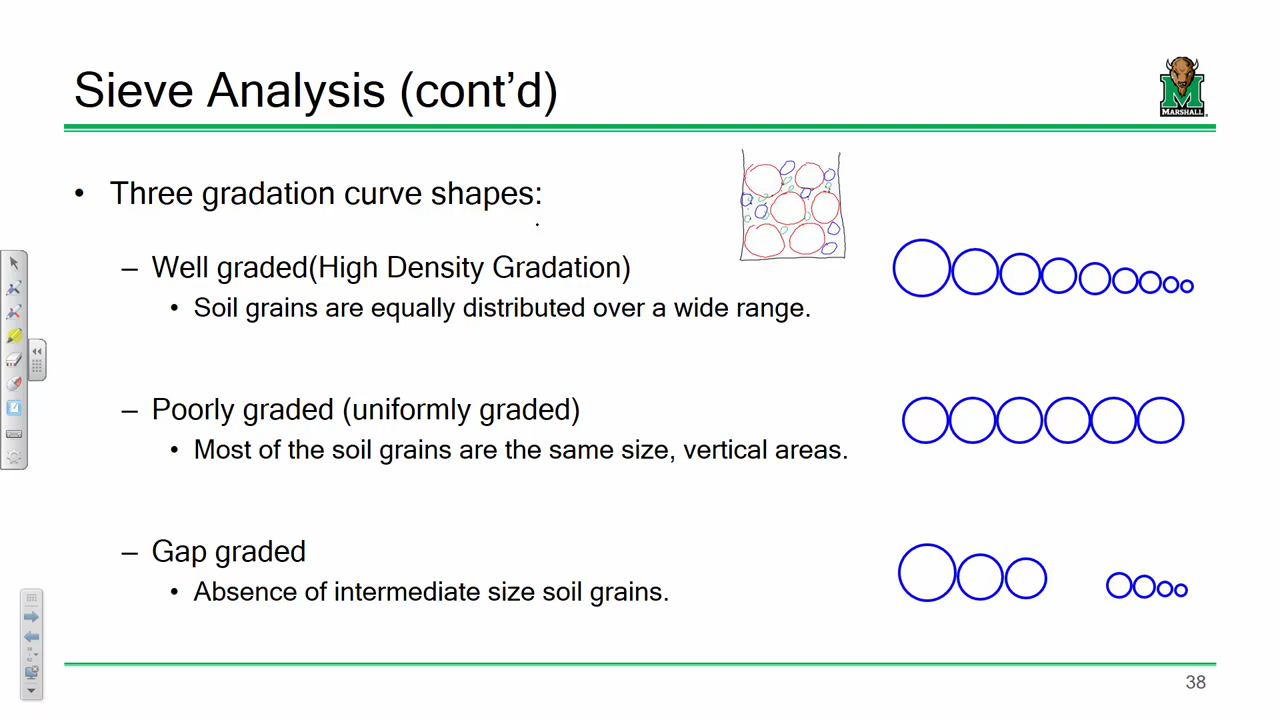 Sieve Analysis (cont’d)
MARSHALL
• Three gradation curve shapes:
– Well graded(High Density Gradation)
• Soil grains are equally distributed over a wide range.
– Poorly graded (uniformly graded)
• Most of the soil grains are the same size, vertical areas.
– Gap graded
• Absence of intermediate size soil grains.
38